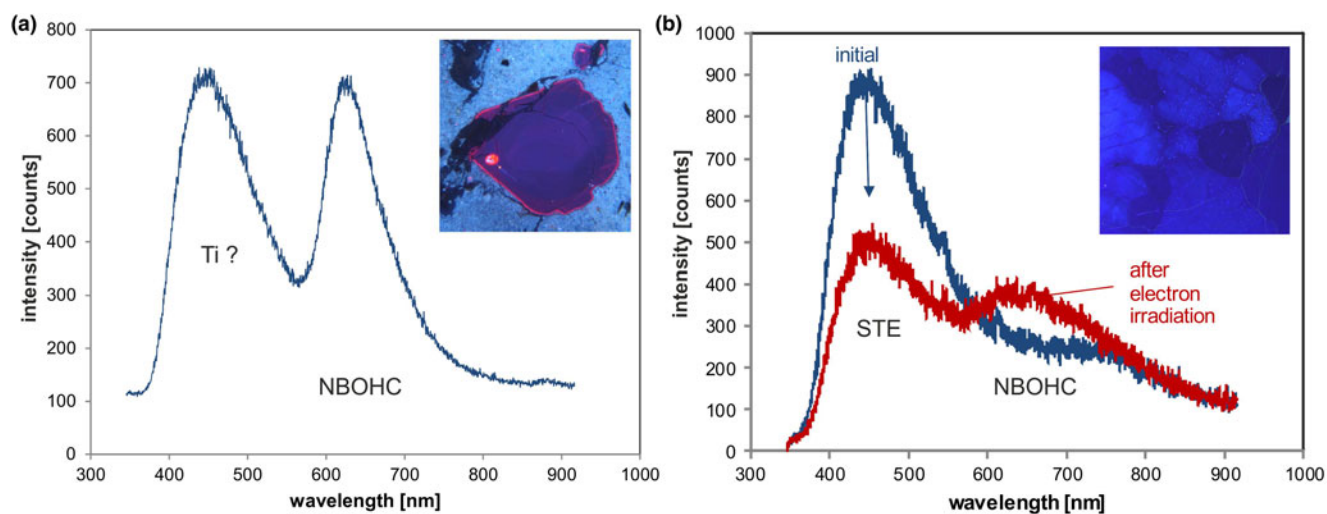 (a)
800
700
600
500
400
300
200
100
0
intensity [counts]
Ti ?
NBOHC
300 400 500 600 700 800 900 1000
wavelength [nm]
(b)
1000
900
800
700
600
500
400
300
200
100
0
intensity [counts]
initial
STE
after
electron
irradiation
NBOHC
300 400 500 600 700 800 900 1000
wavelength [nm]